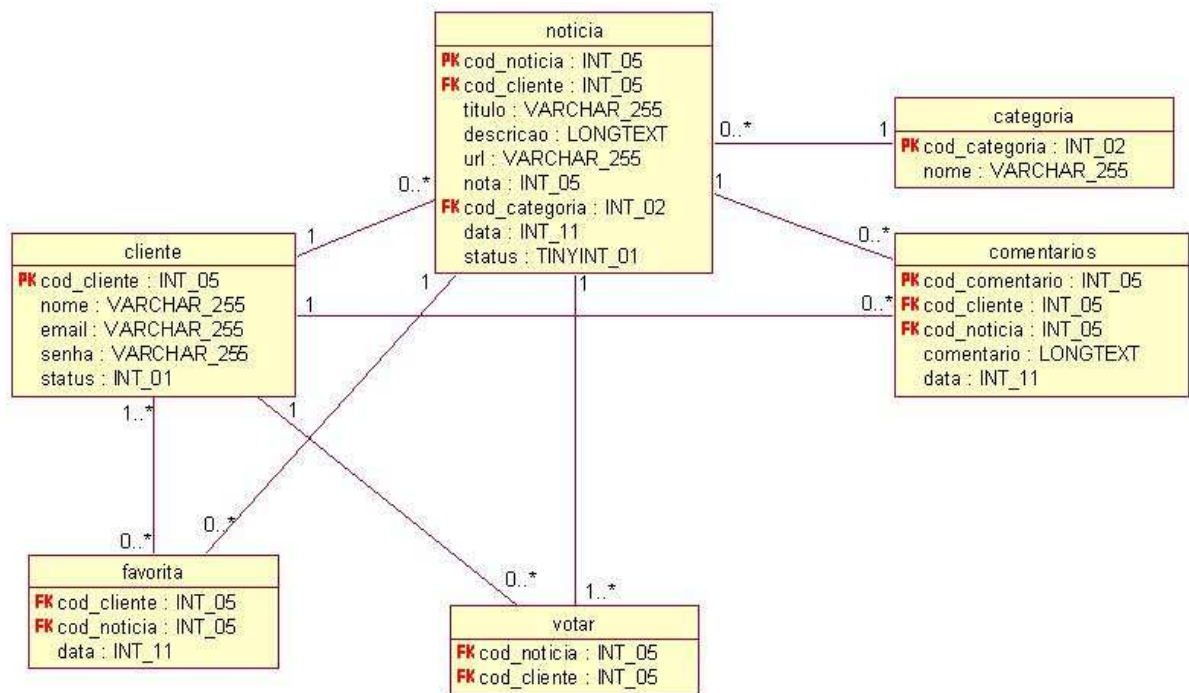 noticia
PK cod_noticia : INT_05
FK cod_cliente : INT_05
titulo : VARCHAR_255
descricao : LONGTEXT
url : VARCHAR_255
nota : INT_05
FK cod_categoria : INT_02
data : INT_11
status : TINYINT_01
categoria
PK cod_categoria : INT_02
nome : VARCHAR_255
0..*
1
0..*
1
1
0..*
cliente
PK cod_cliente : INT_05
nome : VARCHAR_255
email : VARCHAR_255
senha : VARCHAR_255
status : INT_01
comentarios
PK cod_comentario : INT_05
FK cod_cliente : INT_05
FK cod_noticia : INT_05
comentario : LONGTEXT
data : INT_11
1
1
1
0..*
1..*
1
0..*
0..*
0..*
1..*
favorita
FK cod_cliente : INT_05
FK cod_noticia : INT_05
data : INT_11
votar
FK cod_noticia : INT_05
FK cod_cliente : INT_05